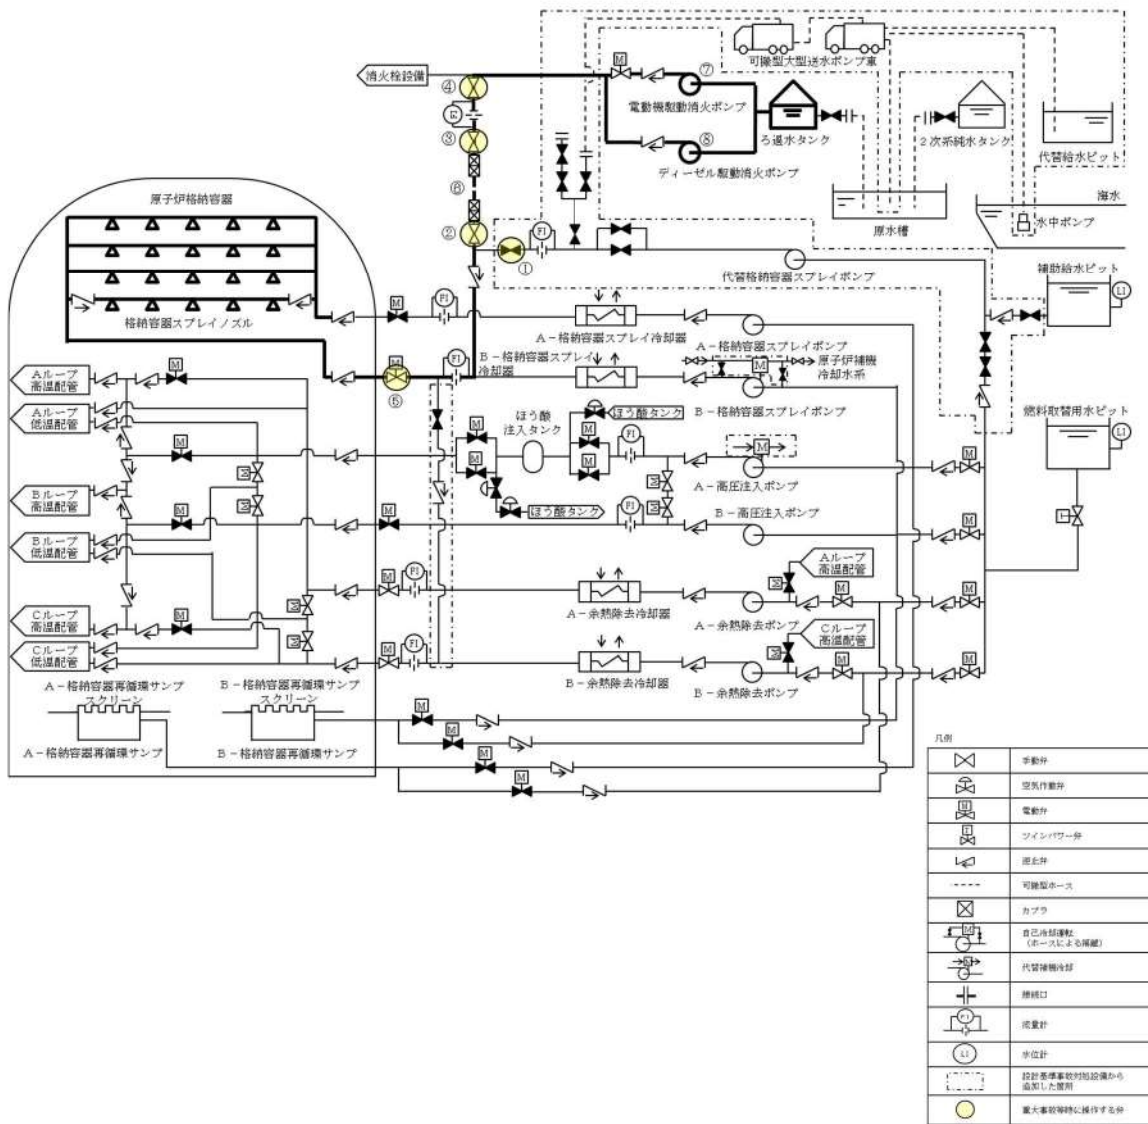 可搬型大型送水ポンプ車
消火栓設備
④
M
⑦
電動機駆動消火ポンプ
ろ過水タンク
2次系純水タンク
代替給水ピット
FI
③
⑧
ディーゼル駆動消火ポンプ
⑥
海水
水中ポンプ
原水槽
原子炉格納容器
②
FI
①
代替格納容器スプレイポンプ
補助給水ピット
LI
格納容器スプレイノズル
M
FI
A-格納容器スプレイ冷却器
A-格納容器スプレイポンプ
B-格納容器スプレイ
冷却器
M
原子炉補機
冷却水系
M
⑤
FI
B-格納容器スプレイポンプ
燃料取替用水ピット
LI
Aループ
高温配管
M
Aループ
低温配管
ほう酸
注入タンク
ほう酸タンク
M
M
FI
M
M
M
M
M
A-高圧注入ポンプ
M
Bループ
高温配管
M
M
ほう酸タンク
FI
M
B-高圧注入ポンプ
M
M
M
Bループ
低温配管
Aループ
高温配管
M
FI
M
M
M
A-余熱除去冷却器
A-余熱除去ポンプ
M
Cループ
高温配管
M
Cループ
高温配管
Cループ
低温配管
M
M
FI
M
M
M
B-余熱除去冷却器
B-余熱除去ポンプ
A-格納容器再循環サンプ
スクリーン
B-格納容器再循環サンプ
スクリーン
M
M
A-格納容器再循環サンプ
B-格納容器再循環サンプ
M
M
凡例
手動弁
空気作動弁
M
電動弁
T
ツインパワー弁
逆止弁
可搬型ホース
カプラ
M
自己冷却運転
(ホースによる接続)
M
代替補機冷却
接続口
FI
流量計
LI
水位計
設計基準事故対処設備から
追加した箇所
重大事故等時に操作する弁